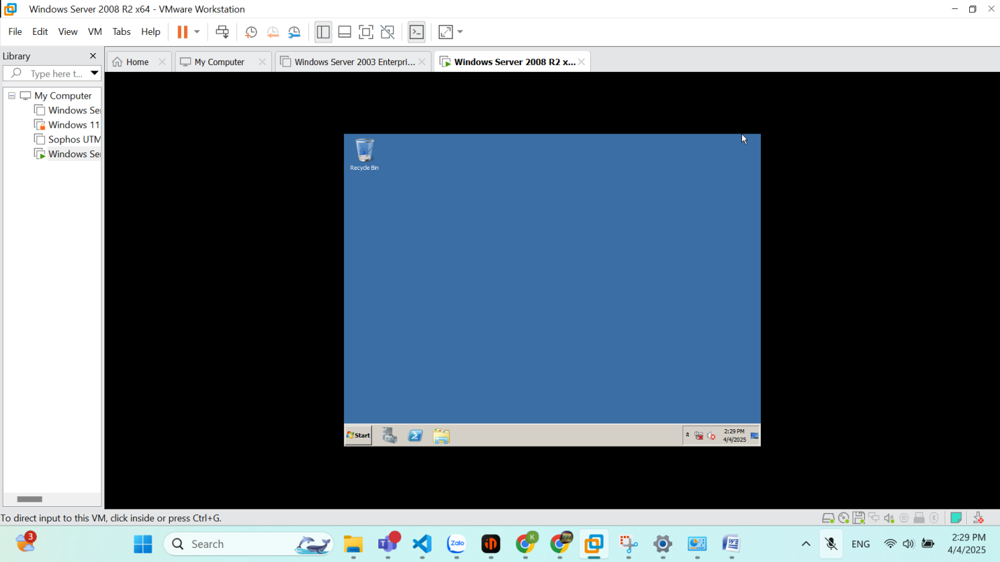 Windows Server 2008 R2 x64 - VMware Workstation
File Edit View VM Tabs Help
Library
Home
My Computer
Windows Server 2003 Enterpri...
Windows Server 2008 R2 x...
Type here t...
My Computer
Windows Ser
Windows 11
Sophos UTM
Windows Ser
Recycle Bin
Start
2:29 PM
4/4/2025
To direct input to this VM, click inside or press Ctrl+G.
3
Search
T
Zalo
in
K
W
ENG
2:29 PM
4/4/2025